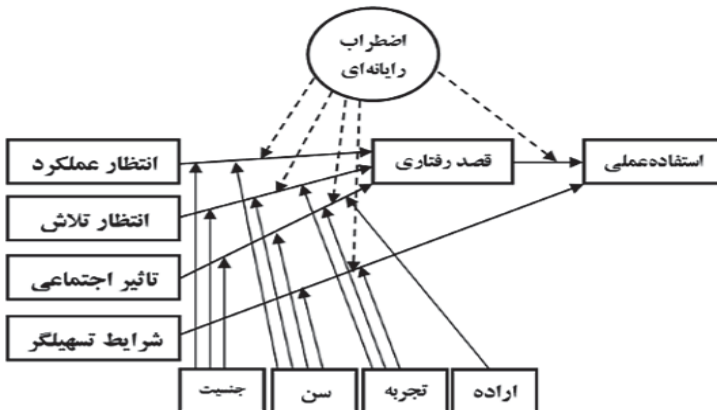 اضطراب
رایانه‌ای
انتظار عملکرد
قصد رفتاری
استفاده‌عملی
انتظار تلاش
تاثیر اجتماعی
شرایط تسهیلگر
جنسیت
سن
تجربه
اراده